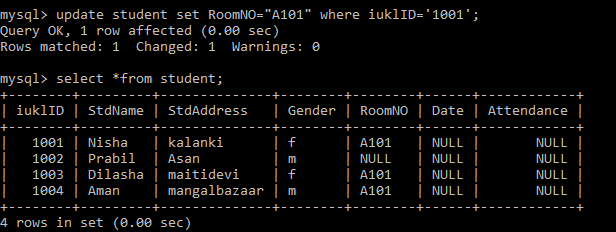 mysql> update student set RoomNO="A101" where iuklID='1001';
Query OK, 1 row affected (0.00 sec)
Rows matched: 1  Changed: 1  Warnings: 0

mysql> select *from student;
+--------+---------+--------------+--------+--------+------+------------+
| iuklID | StdName | StdAddress   | Gender | RoomNO | Date | Attendance |
+--------+---------+--------------+--------+--------+------+------------+
|   1001 | Nisha   | kalanki      | f      | A101   | NULL |       NULL |
|   1002 | Prabil  | Asan         | m      | NULL   | NULL |       NULL |
|   1003 | Dilasha | maitidevi    | f      | A101   | NULL |       NULL |
|   1004 | Aman    | mangalbazaar | m      | A101   | NULL |       NULL |
+--------+---------+--------------+--------+--------+------+------------+
4 rows in set (0.00 sec)